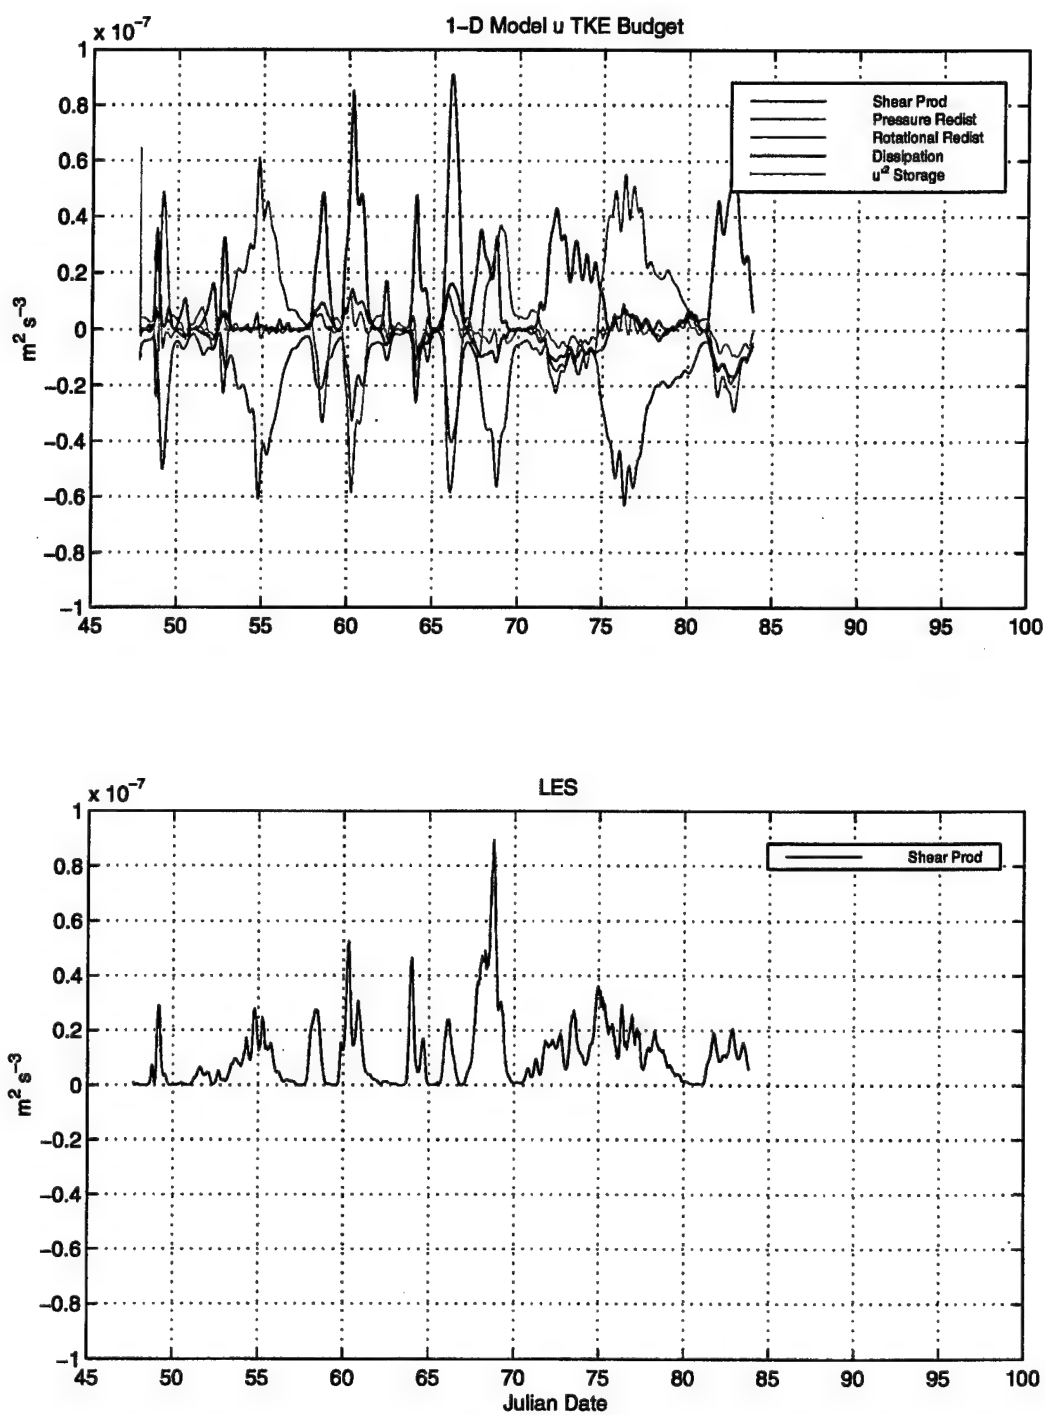 1-D Model u TKE Budget
x 10^-7
1
0.8
0.6
0.4
0.2
0
-0.2
-0.4
-0.6
-0.8
-1
m² s⁻³
Shear Prod
Pressure Redist
Rotational Redist
Dissipation
u'² Storage
45 50 55 60 65 70 75 80 85 90 95 100
LES
x 10^-7
1
0.8
0.6
0.4
0.2
0
-0.2
-0.4
-0.6
-0.8
-1
m² s⁻³
Shear Prod
45 50 55 60 65 70 75 80 85 90 95 100
Julian Date